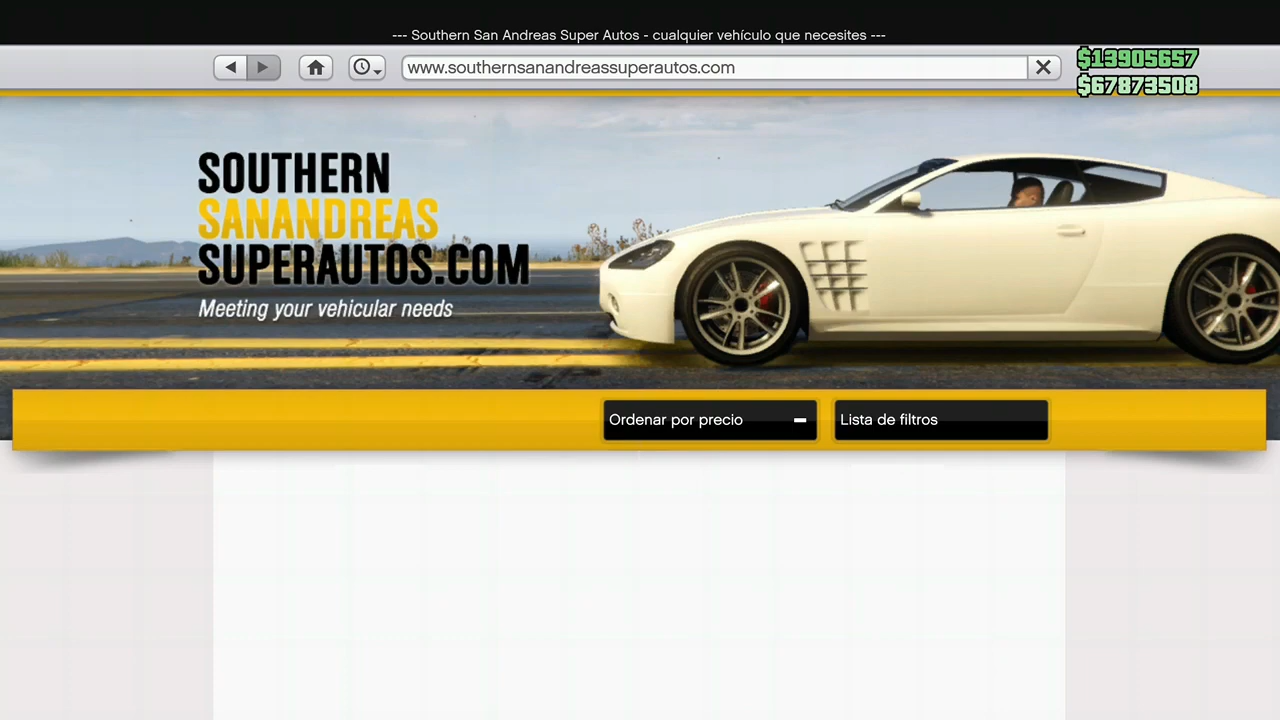 --- Southern San Andreas Super Autos - cualquier vehículo que necesites ---
www.southernsanandreassuperautos.com
$13905657
$67873508
SOUTHERN
SANANDREAS
SUPERAUTOS.COM
Meeting your vehicular needs
Ordenar por precio
Lista de filtros